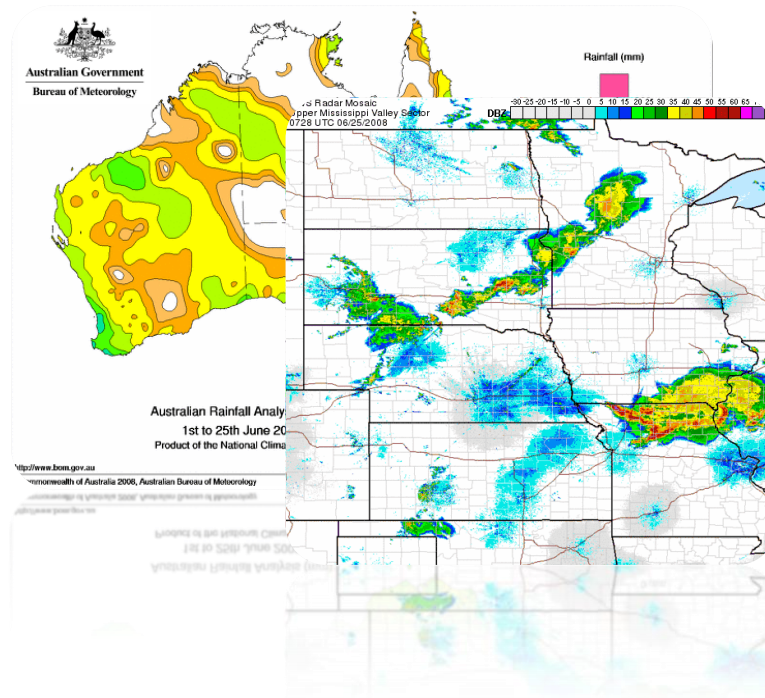 Australian Government
Bureau of Meteorology
Rainfall (mm)
Radar Mosaic
Upper Mississippi Valley Sector
0728 UTC 06/25/2008
DBZ
-30 -25 -20 -15 -10 -5 0 5 10 15 20 25 30 35 40 45 50 55 60 65
Australian Rainfall Analy
1st to 25th June 20
Product of the National Clima
http://www.bom.gov.au
mmonwealth of Australia 2008, Australian Bureau of Meteorology